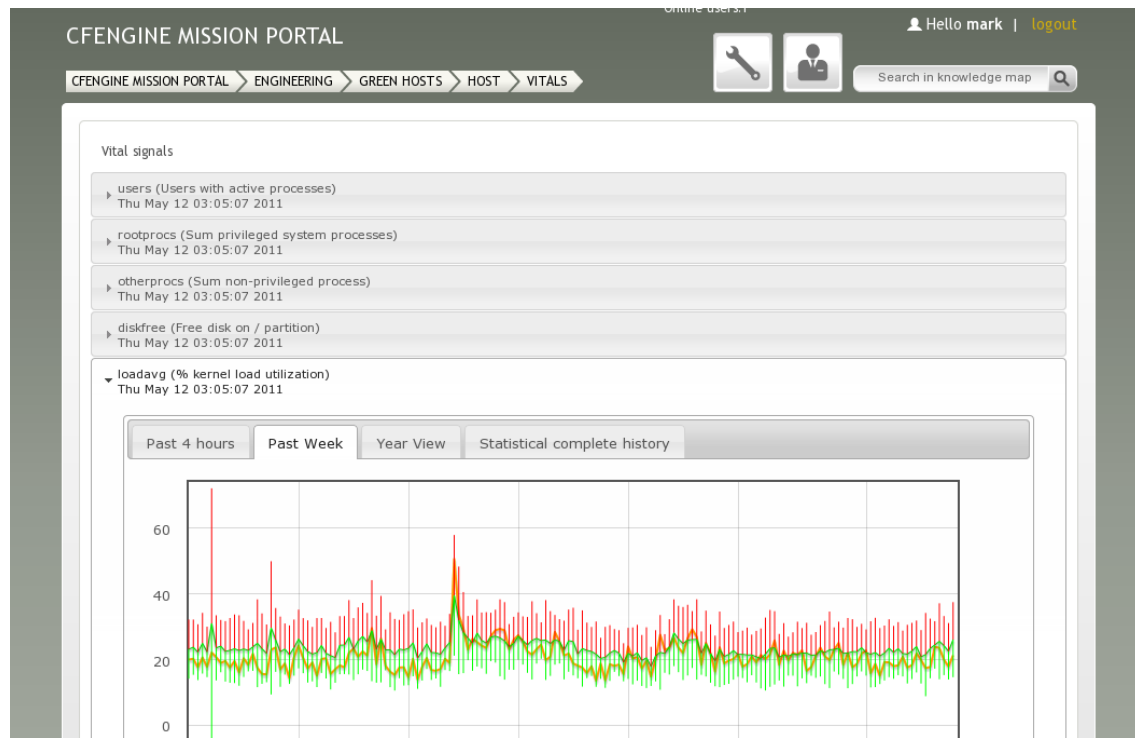 Online users:1
CFENGINE MISSION PORTAL
Hello mark | logout
CFENGINE MISSION PORTAL ENGINEERING GREEN HOSTS HOST VITALS
Search in knowledge map
Vital signals
users (Users with active processes)
Thu May 12 03:05:07 2011
rootprocs (Sum privileged system processes)
Thu May 12 03:05:07 2011
otherprocs (Sum non-privileged process)
Thu May 12 03:05:07 2011
diskfree (Free disk on / partition)
Thu May 12 03:05:07 2011
loadavg (% kernel load utilization)
Thu May 12 03:05:07 2011
Past 4 hours Past Week Year View Statistical complete history
60
40
20
0